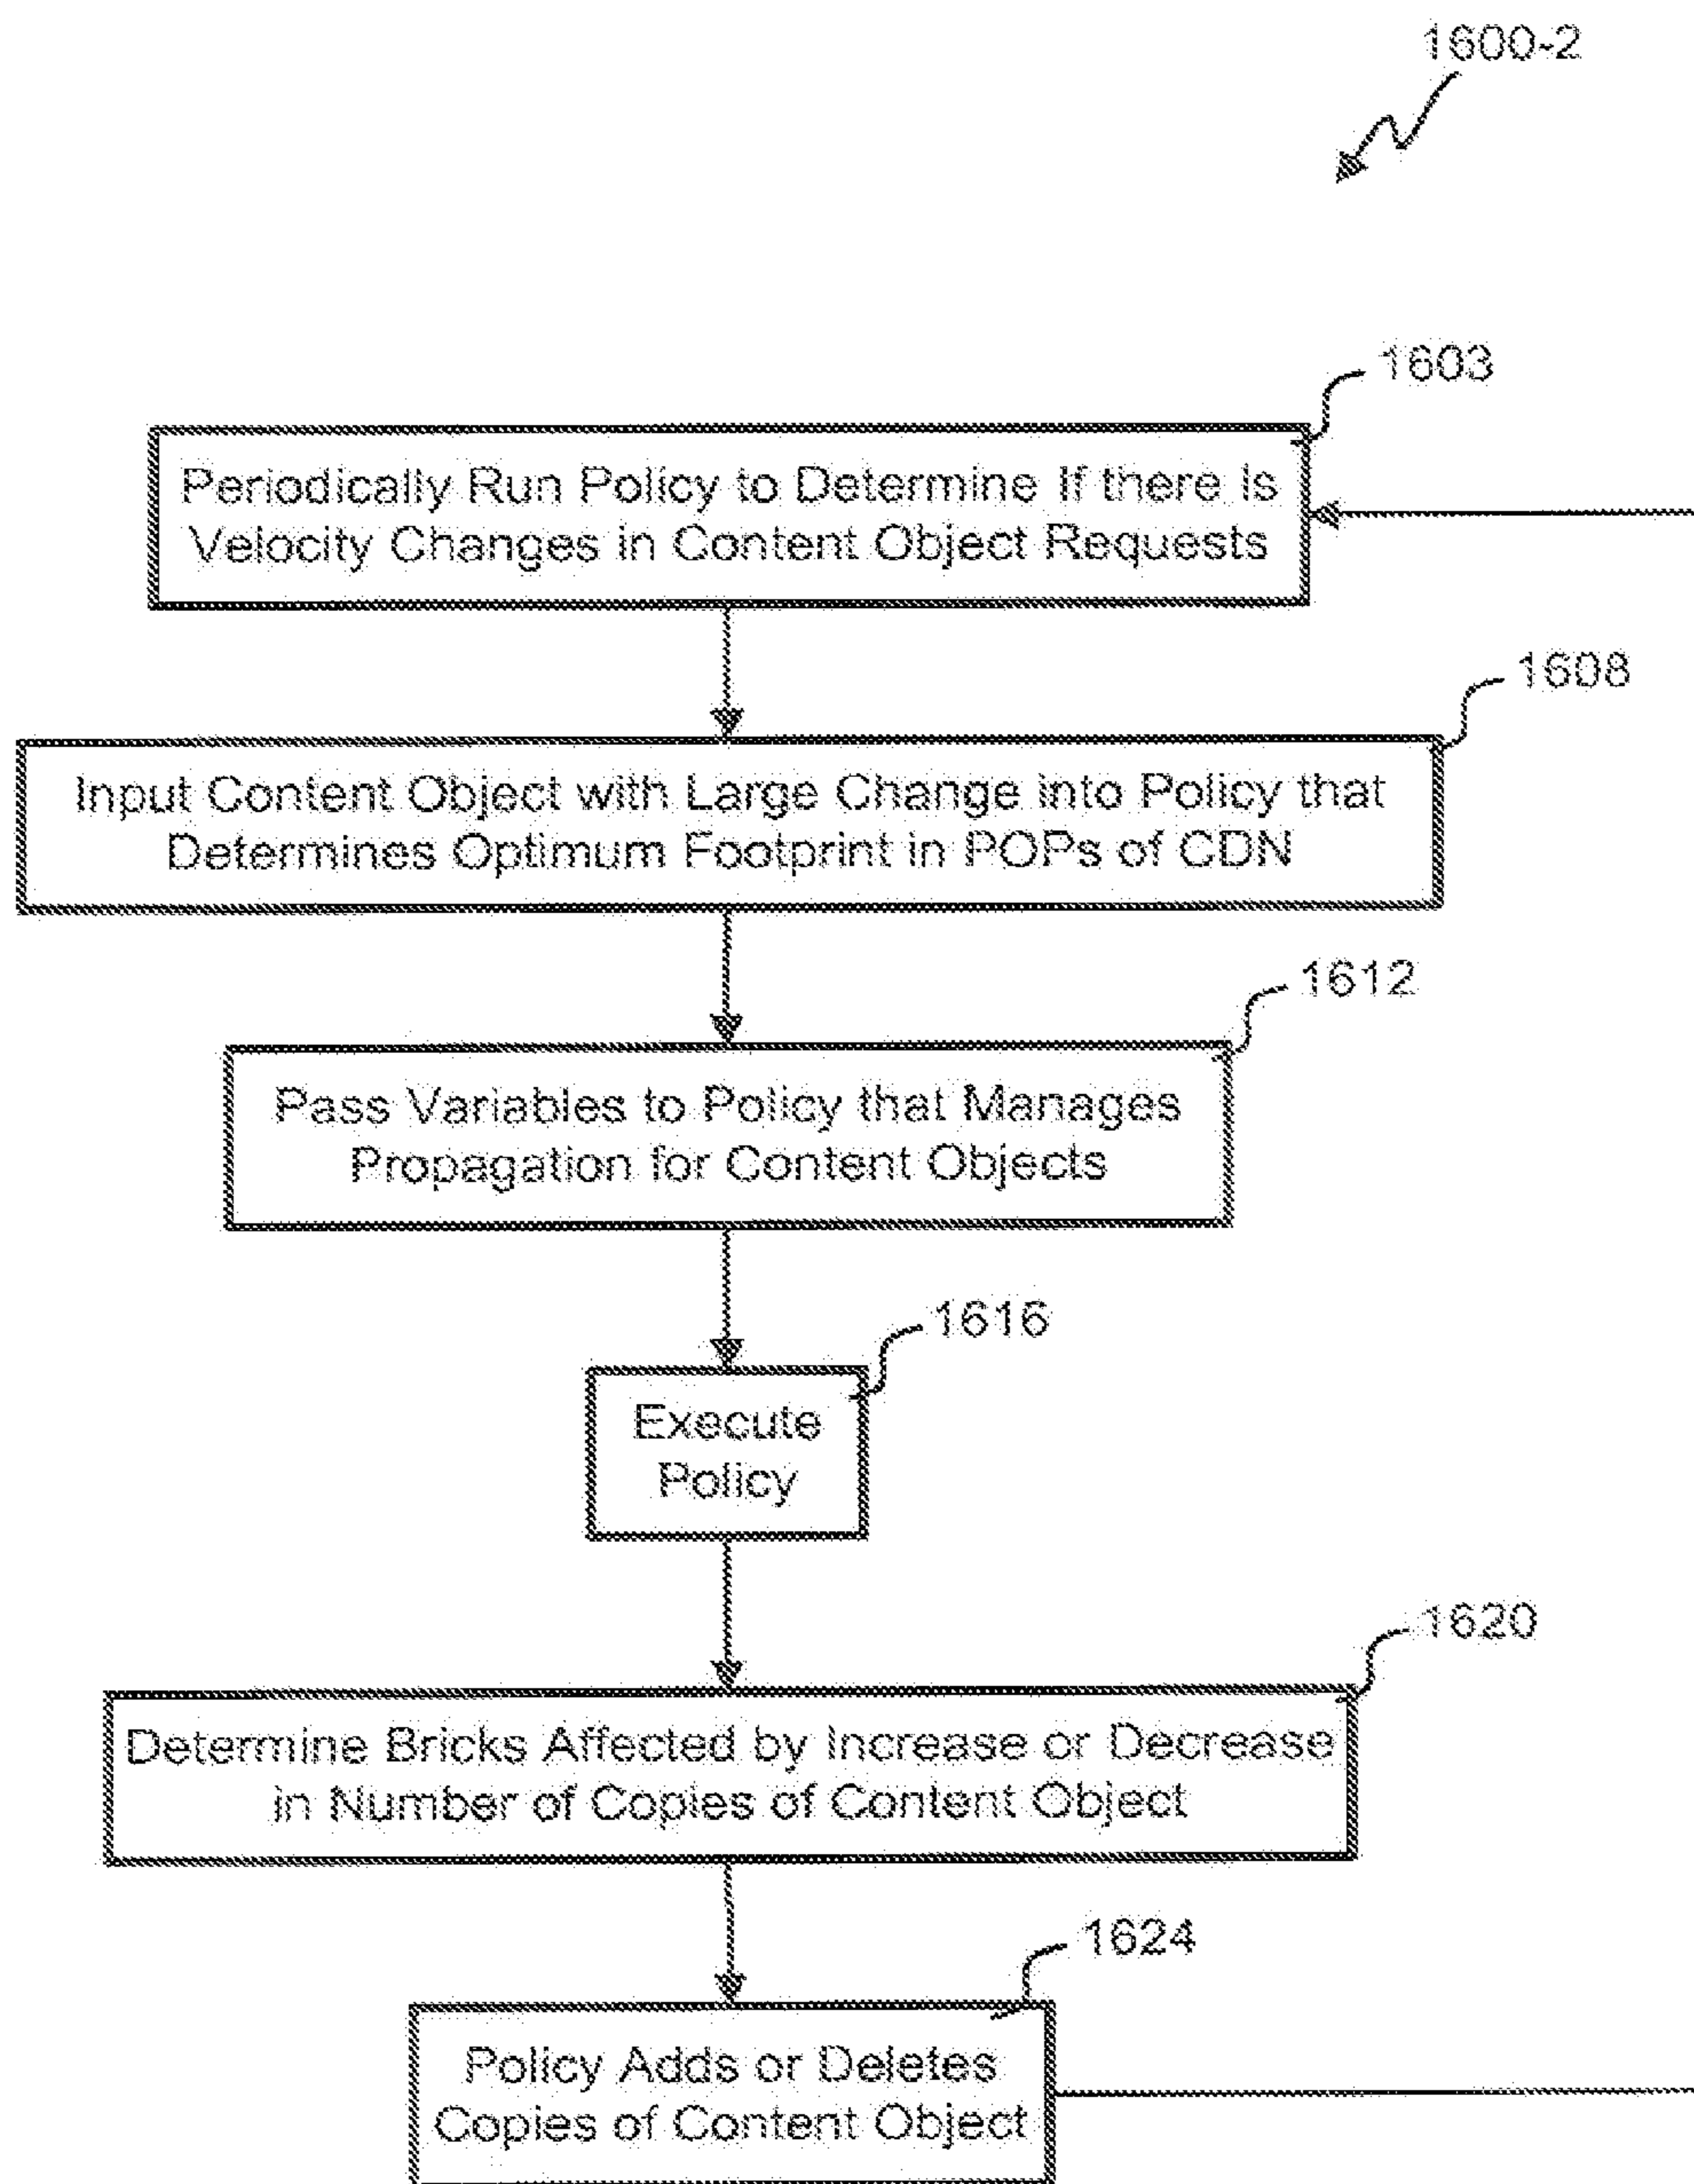 1600-2
1603
Periodically Run Policy to Determine If there is
Velocity Changes in Content Object Requests
1608
Input Content Object with Large Change into Policy that
Determines Optimum Footprint in POPs of CDN
1612
Pass Variables to Policy that Manages
Propagation for Content Objects
1616
Execute
Policy
1620
Determine Bricks Affected by Increase or Decrease
in Number of Copies of Content Object
1624
Policy Adds or Deletes
Copies of Content Object